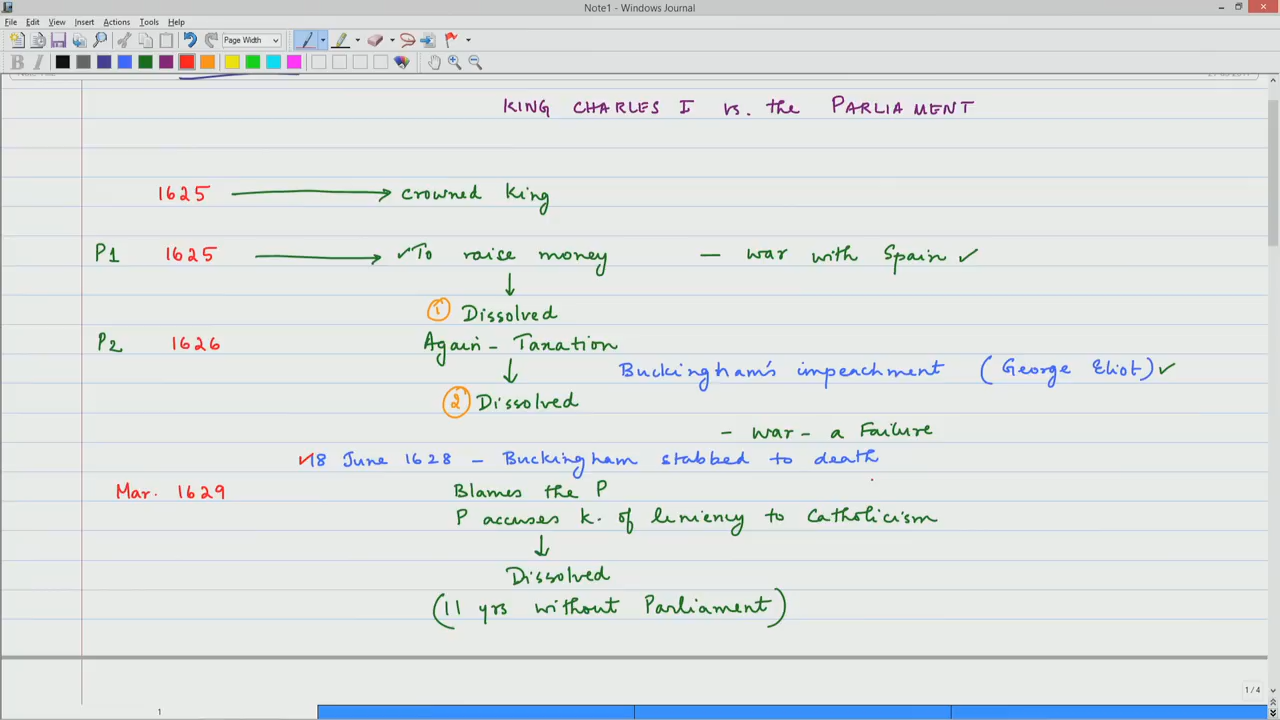 Note1 - Windows Journal
File Edit View Insert Actions Tools Help
Page Width
B I
KING CHARLES I vs. the PARLIAMENT
1625 → crowned King
P1 1625 → ✓To raise money — war with Spain ✓
↓
1 Dissolved
P2 1626 Again - Taxation
↓ Buckingham's impeachment (George Eliot) ✓
2 Dissolved
- war - a Failure
✓18 June 1628 - Buckingham stabbed to death
Mar. 1629 Blames the P
P accuses K. of leniency to Catholicism
↓
Dissolved
(11 yrs without Parliament)
1 / 4
1